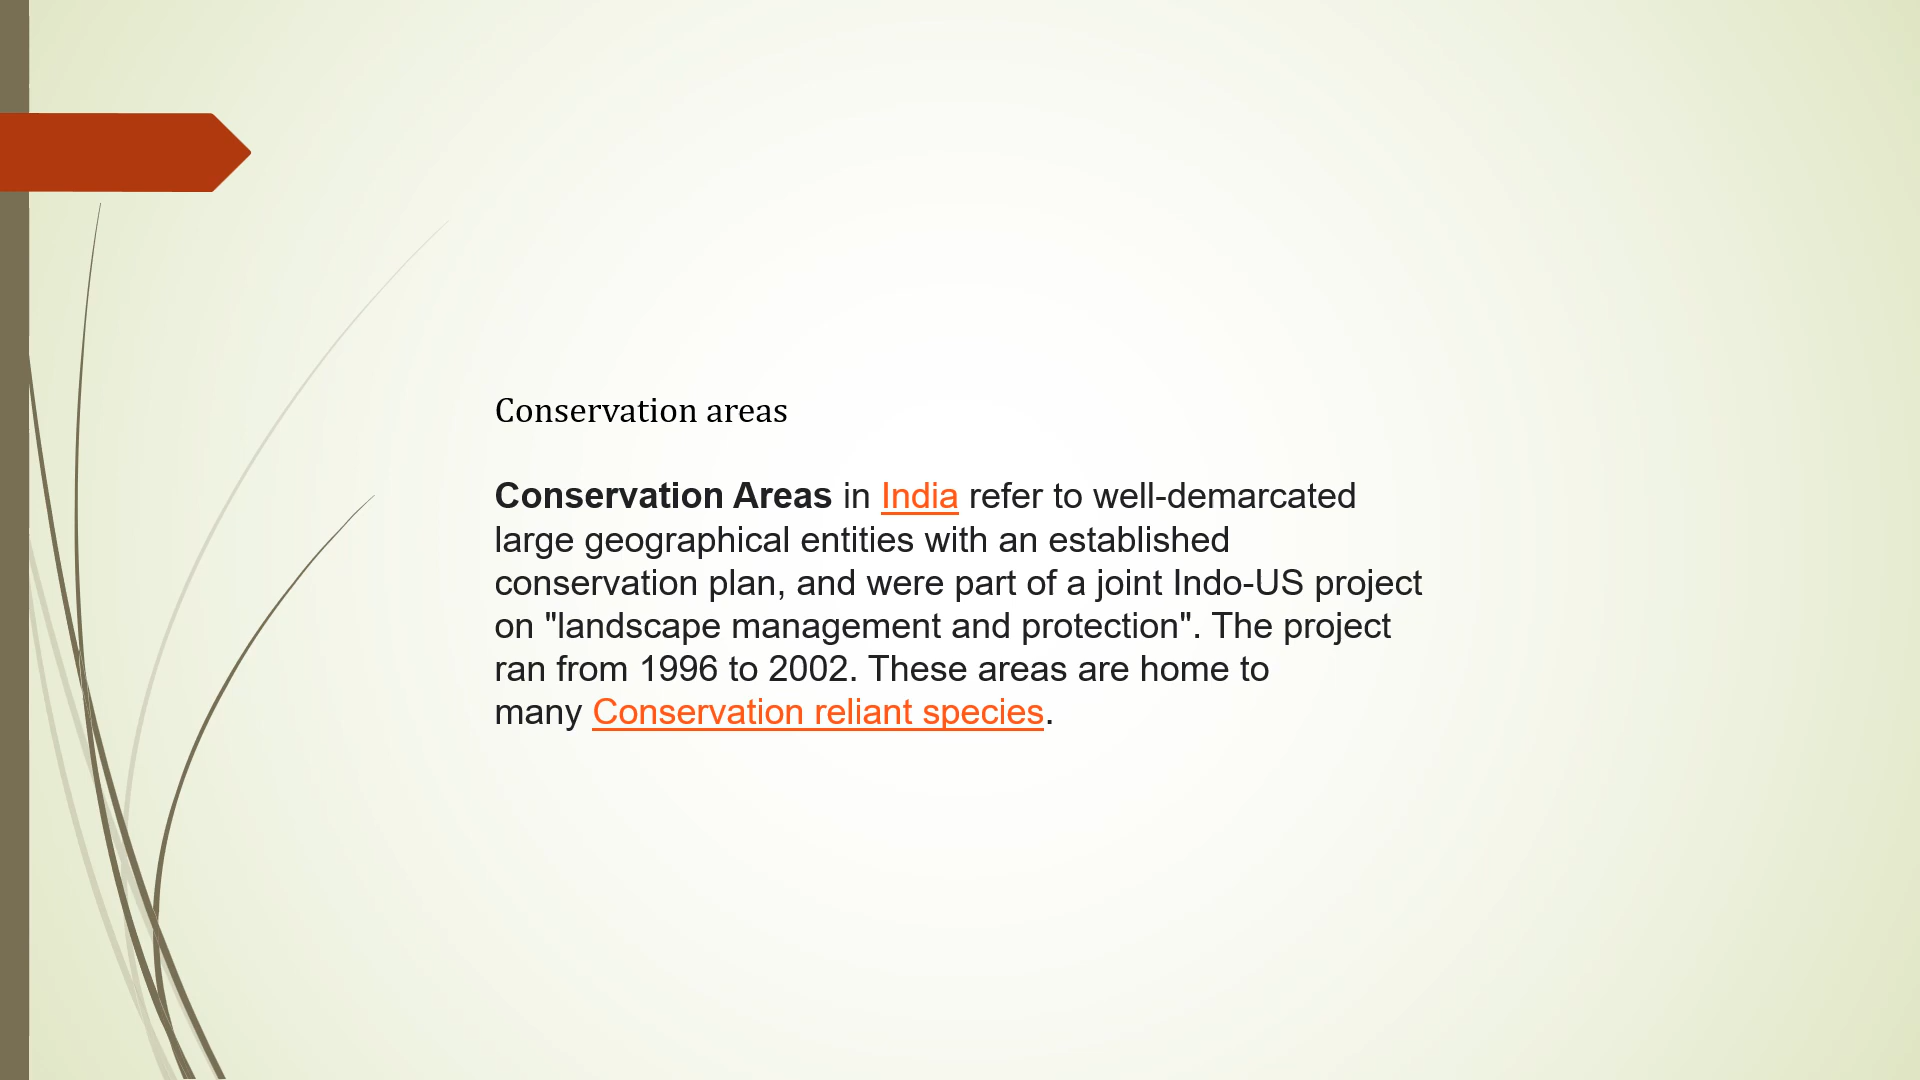 Conservation areas
Conservation Areas in India refer to well-demarcated
large geographical entities with an established
conservation plan, and were part of a joint Indo-US project
on "landscape management and protection". The project
ran from 1996 to 2002. These areas are home to
many Conservation reliant species.